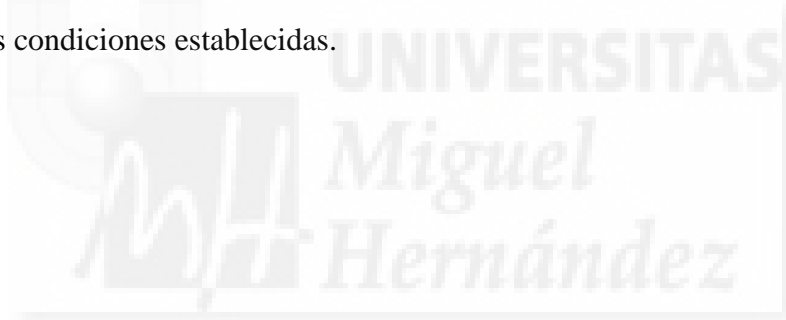 s condiciones establecidas.
UNIVERSITAS
Miguel
Hernández